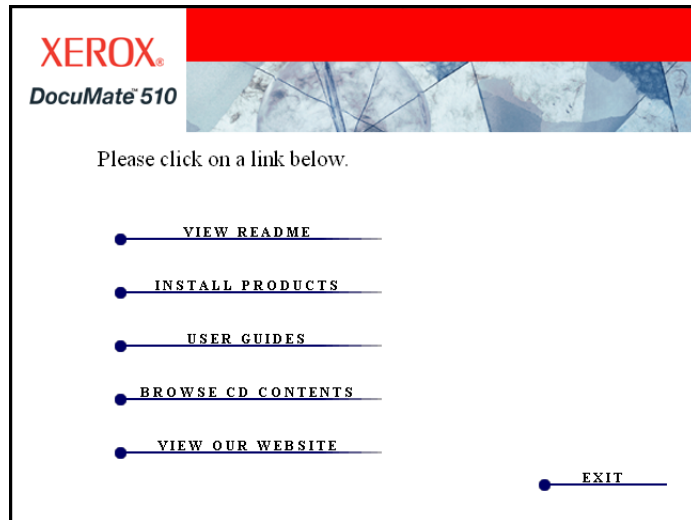 XEROX®
DocuMate™ 510
Please click on a link below.
VIEW README
INSTALL PRODUCTS
USER GUIDES
BROWSE CD CONTENTS
VIEW OUR WEBSITE
EXIT